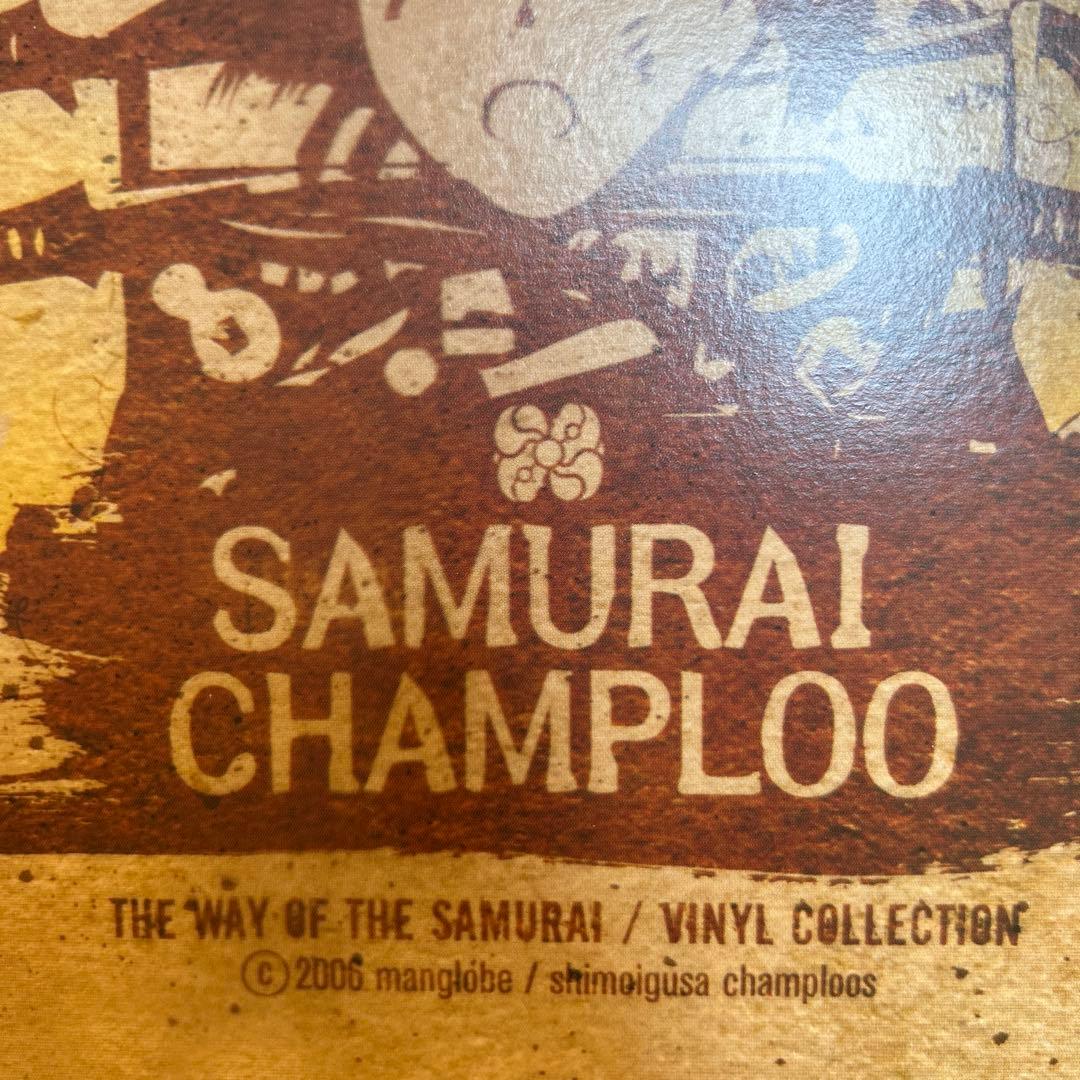 SAMURAI
CHAMPLOO
THE WAY OF THE SAMURAI / VINYL COLLECTION
©2006 manglobe / shimoigusa champloos